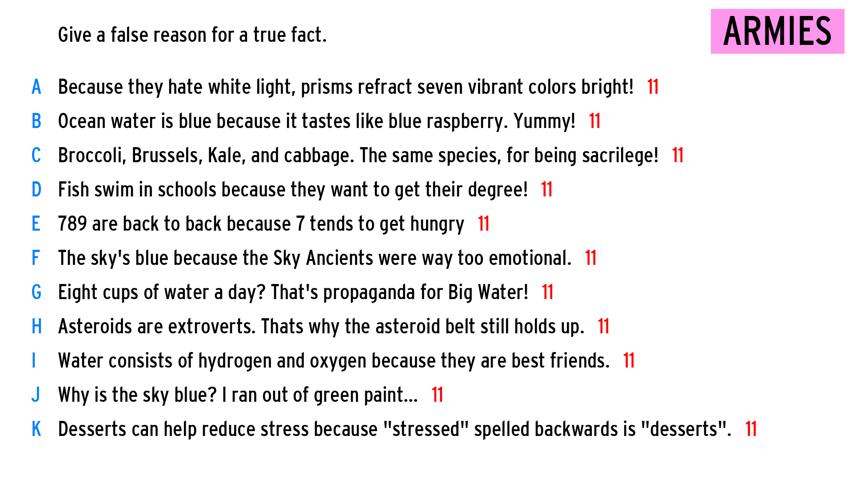 Give a false reason for a true fact.
ARMIES
A Because they hate white light, prisms refract seven vibrant colors bright! 11
B Ocean water is blue because it tastes like blue raspberry. Yummy! 11
C Broccoli, Brussels, Kale, and cabbage. The same species, for being sacrilege! 11
D Fish swim in schools because they want to get their degree! 11
E 789 are back to back because 7 tends to get hungry 11
F The sky's blue because the Sky Ancients were way too emotional. 11
G Eight cups of water a day? That's propaganda for Big Water! 11
H Asteroids are extroverts. Thats why the asteroid belt still holds up. 11
I Water consists of hydrogen and oxygen because they are best friends. 11
J Why is the sky blue? I ran out of green paint... 11
K Desserts can help reduce stress because "stressed" spelled backwards is "desserts". 11